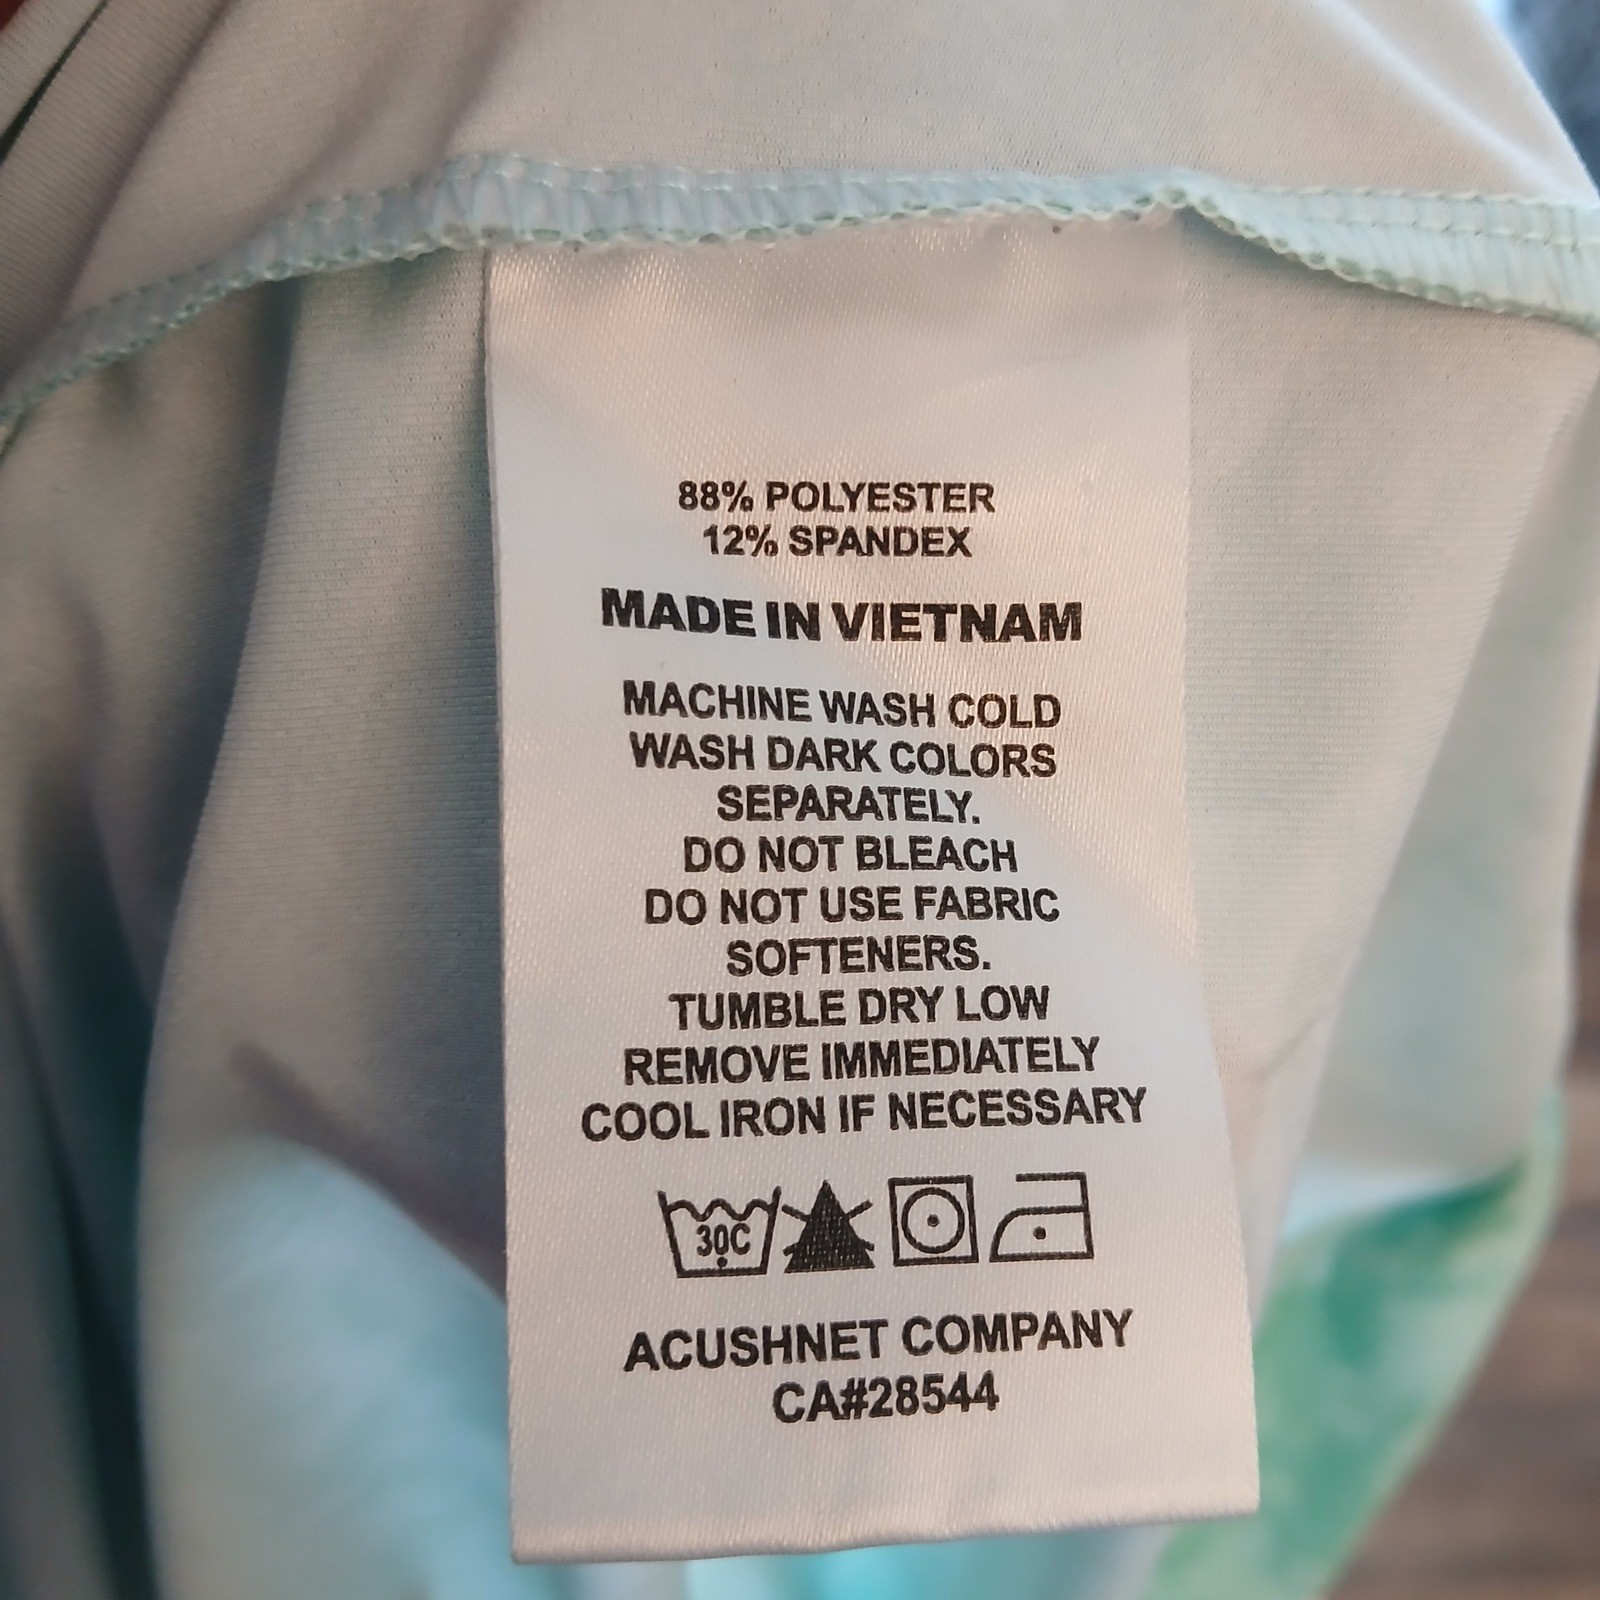 88% POLYESTER
12% SPANDEX
MADE IN VIETNAM
MACHINE WASH COLD
WASH DARK COLORS
SEPARATELY.
DO NOT BLEACH
DO NOT USE FABRIC
SOFTENERS.
TUMBLE DRY LOW
REMOVE IMMEDIATELY
COOL IRON IF NECESSARY
30C
ACUSHNET COMPANY
CA#28544